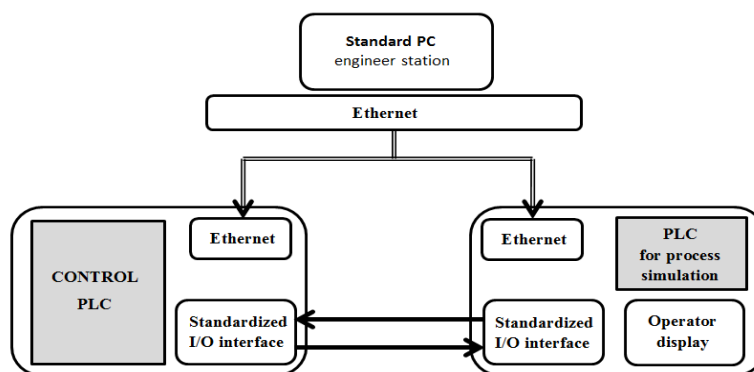 Standard PC
engineer station
Ethernet
Ethernet
CONTROL
PLC
Standardized
I/O interface
Ethernet
PLC
for process
simulation
Standardized
I/O interface
Operator
display